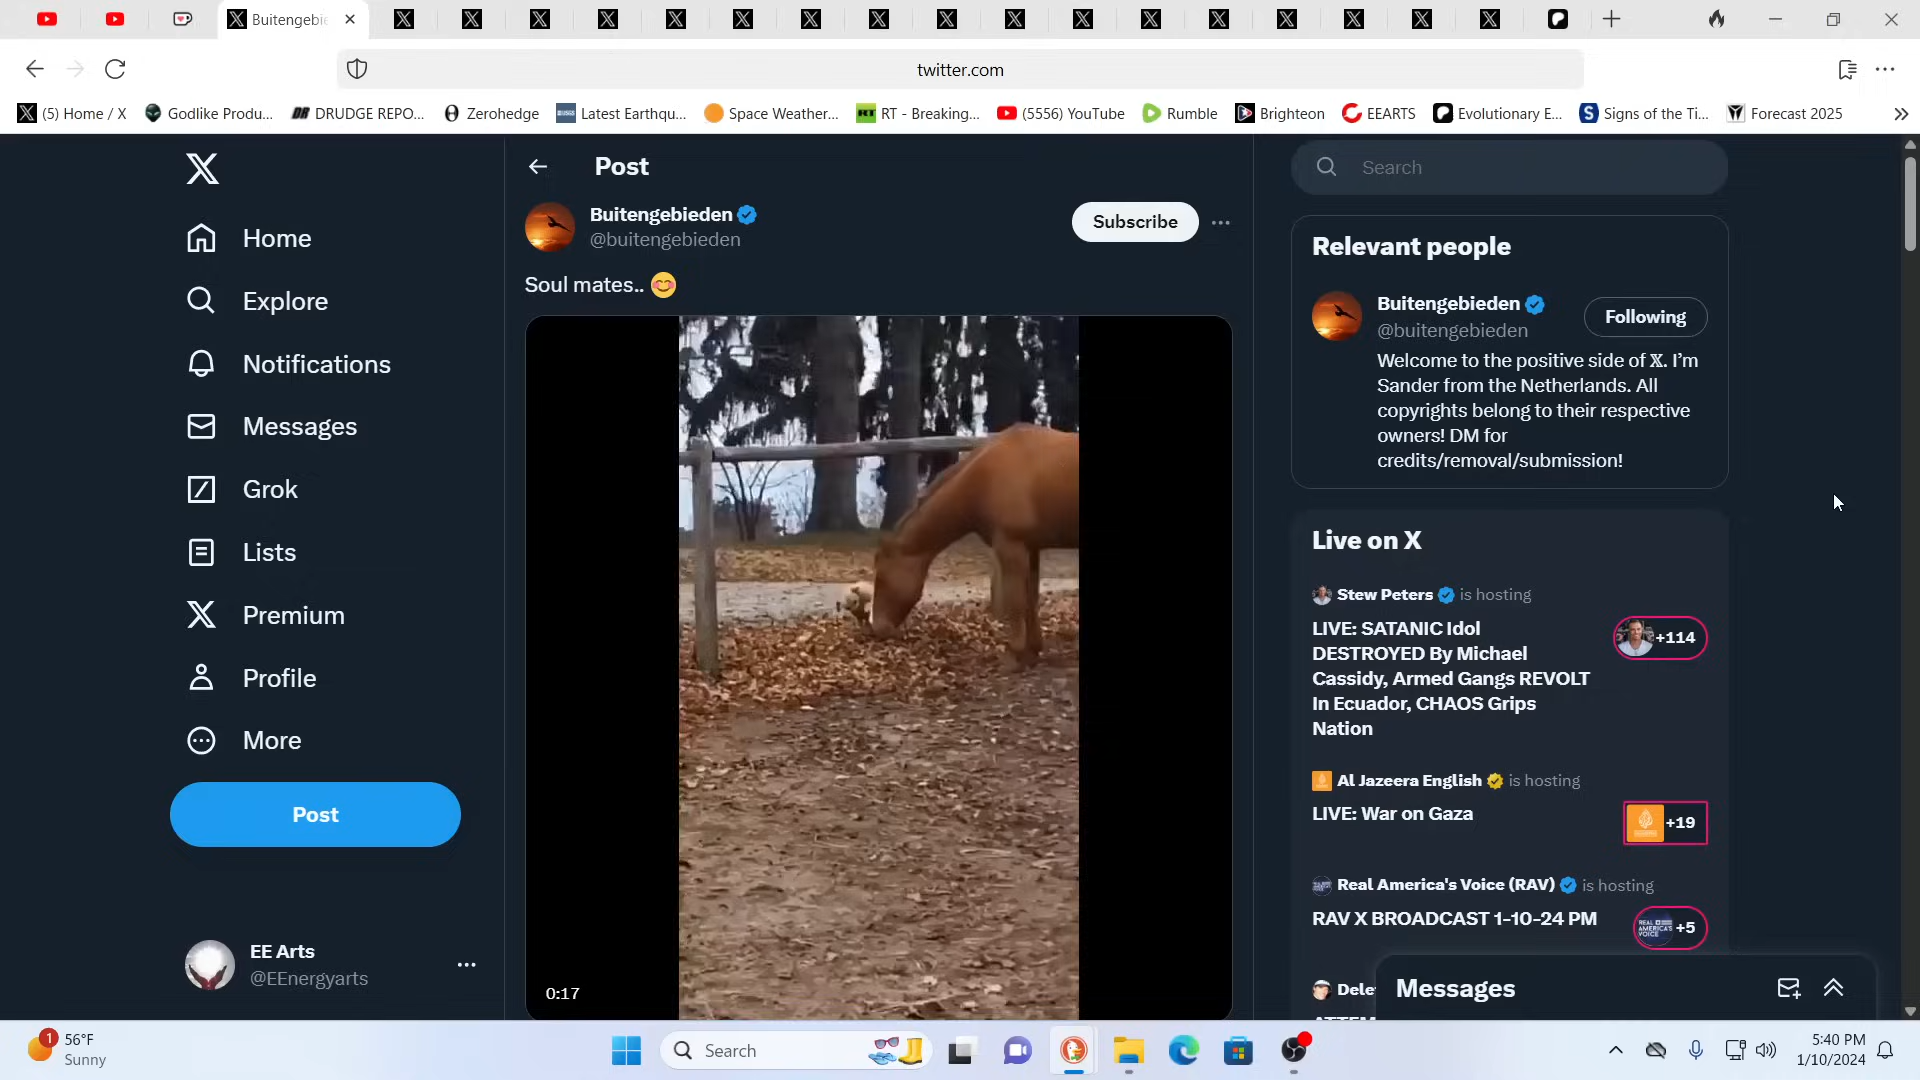 Buitengebie
twitter.com
(5) Home / X
Godlike Produ...
DRUDGE REPO...
Zerohedge
Latest Earthqu...
Space Weather...
RT - Breaking...
(5556) YouTube
Rumble
Brighteon
EEARTS
Evolutionary E...
Signs of the Ti...
Forecast 2025
Home
Explore
Notifications
Messages
Grok
Lists
Premium
Profile
More
Post
EE Arts
@EEnergyarts
Post
Buitengebieden
@buitengebieden
Subscribe
Soul mates.. 😊
0:17
Search
Relevant people
Buitengebieden
@buitengebieden
Following
Welcome to the positive side of 𝕏. I'm
Sander from the Netherlands. All
copyrights belong to their respective
owners! DM for
credits/removal/submission!
Live on X
Stew Peters is hosting
LIVE: SATANIC Idol
DESTROYED By Michael
Cassidy, Armed Gangs REVOLT
In Ecuador, CHAOS Grips
Nation
+114
Al Jazeera English is hosting
LIVE: War on Gaza
+19
Real America's Voice (RAV) is hosting
RAV X BROADCAST 1-10-24 PM
REAL
AMERICA'S
VOICE
+5
Messages
1
56°F
Sunny
Search
5:40 PM
1/10/2024